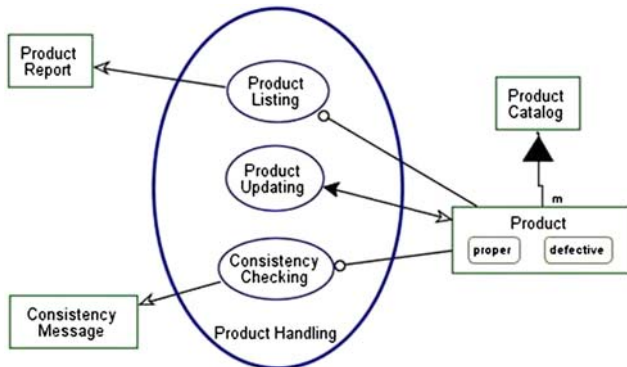 Product
Report
Product
Listing
Product
Catalog
Product
Updating
m
Product
proper
defective
Consistency
Checking
Consistency
Message
Product Handling